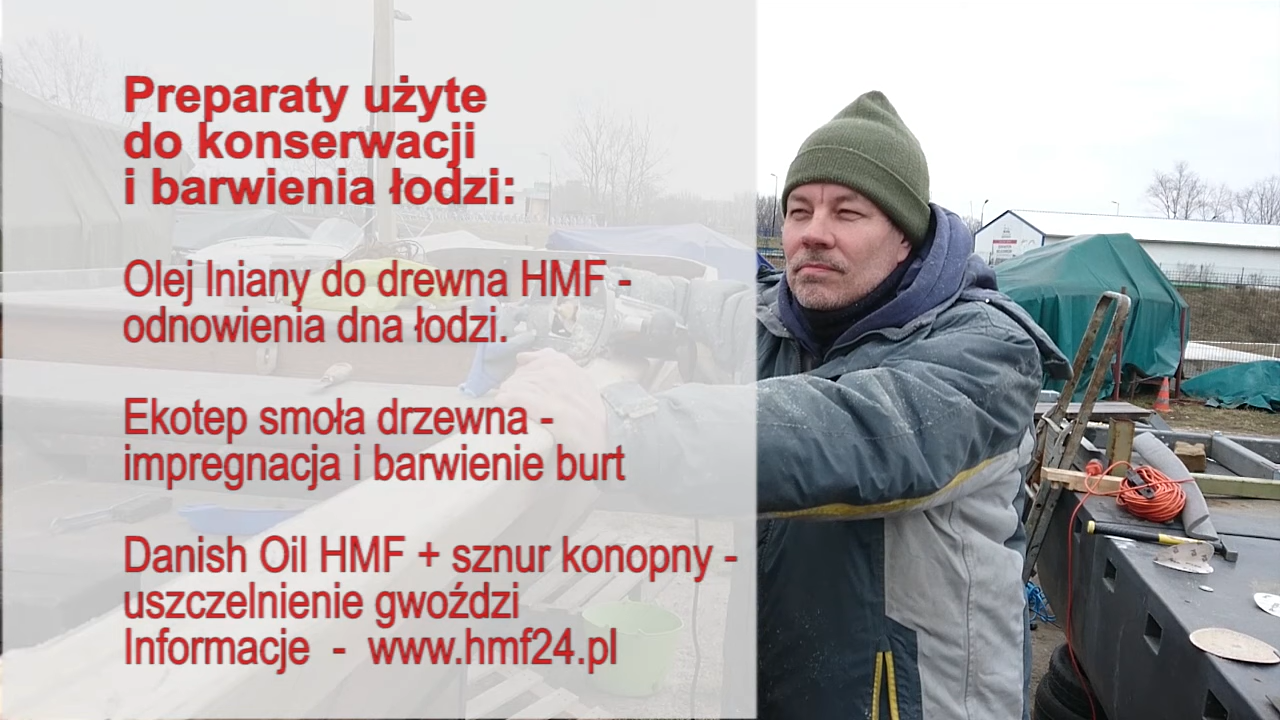 Preparaty użyte
do konserwacji
i barwienia łodzi:
Olej lniany do drewna HMF -
odnowienia dna łodzi.
Ekotep smoła drzewna -
impregnacja i barwienie burt
Danish Oil HMF + sznur konopny -
uszczelnienie gwoździ
Informacje - www.hmf24.pl